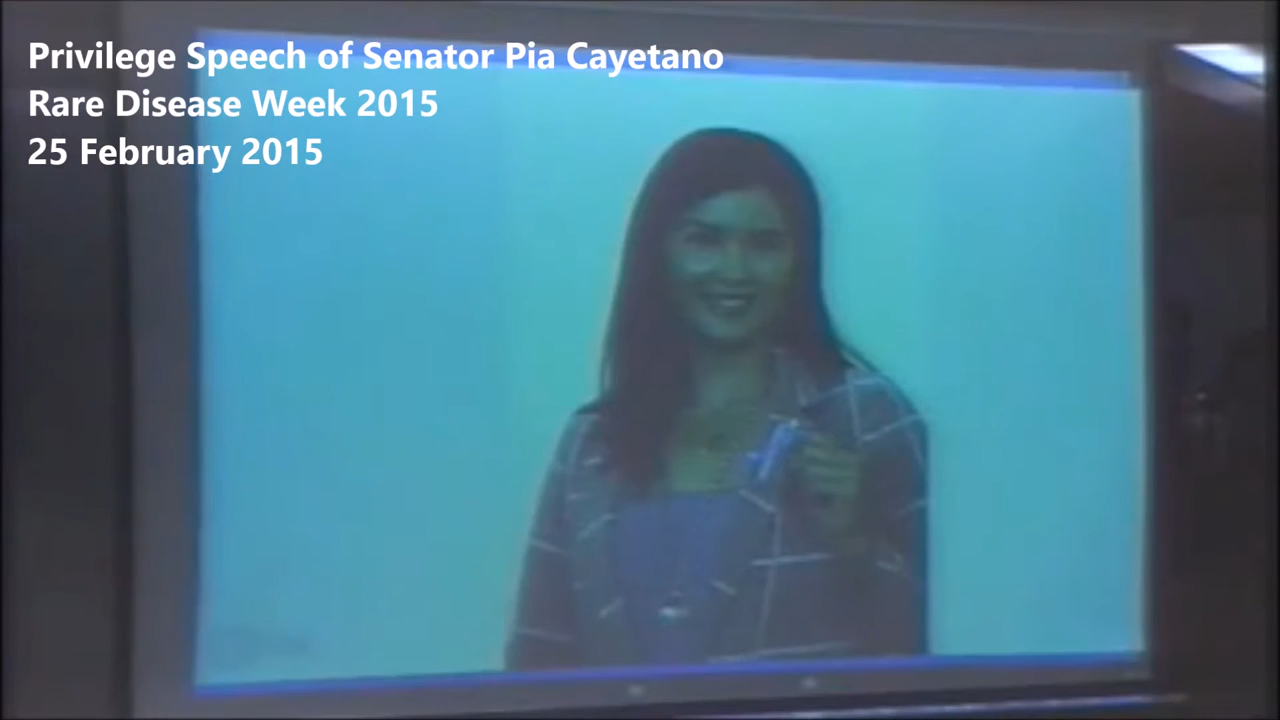 Privilege Speech of Senator Pia Cayetano
Rare Disease Week 2015
25 February 2015